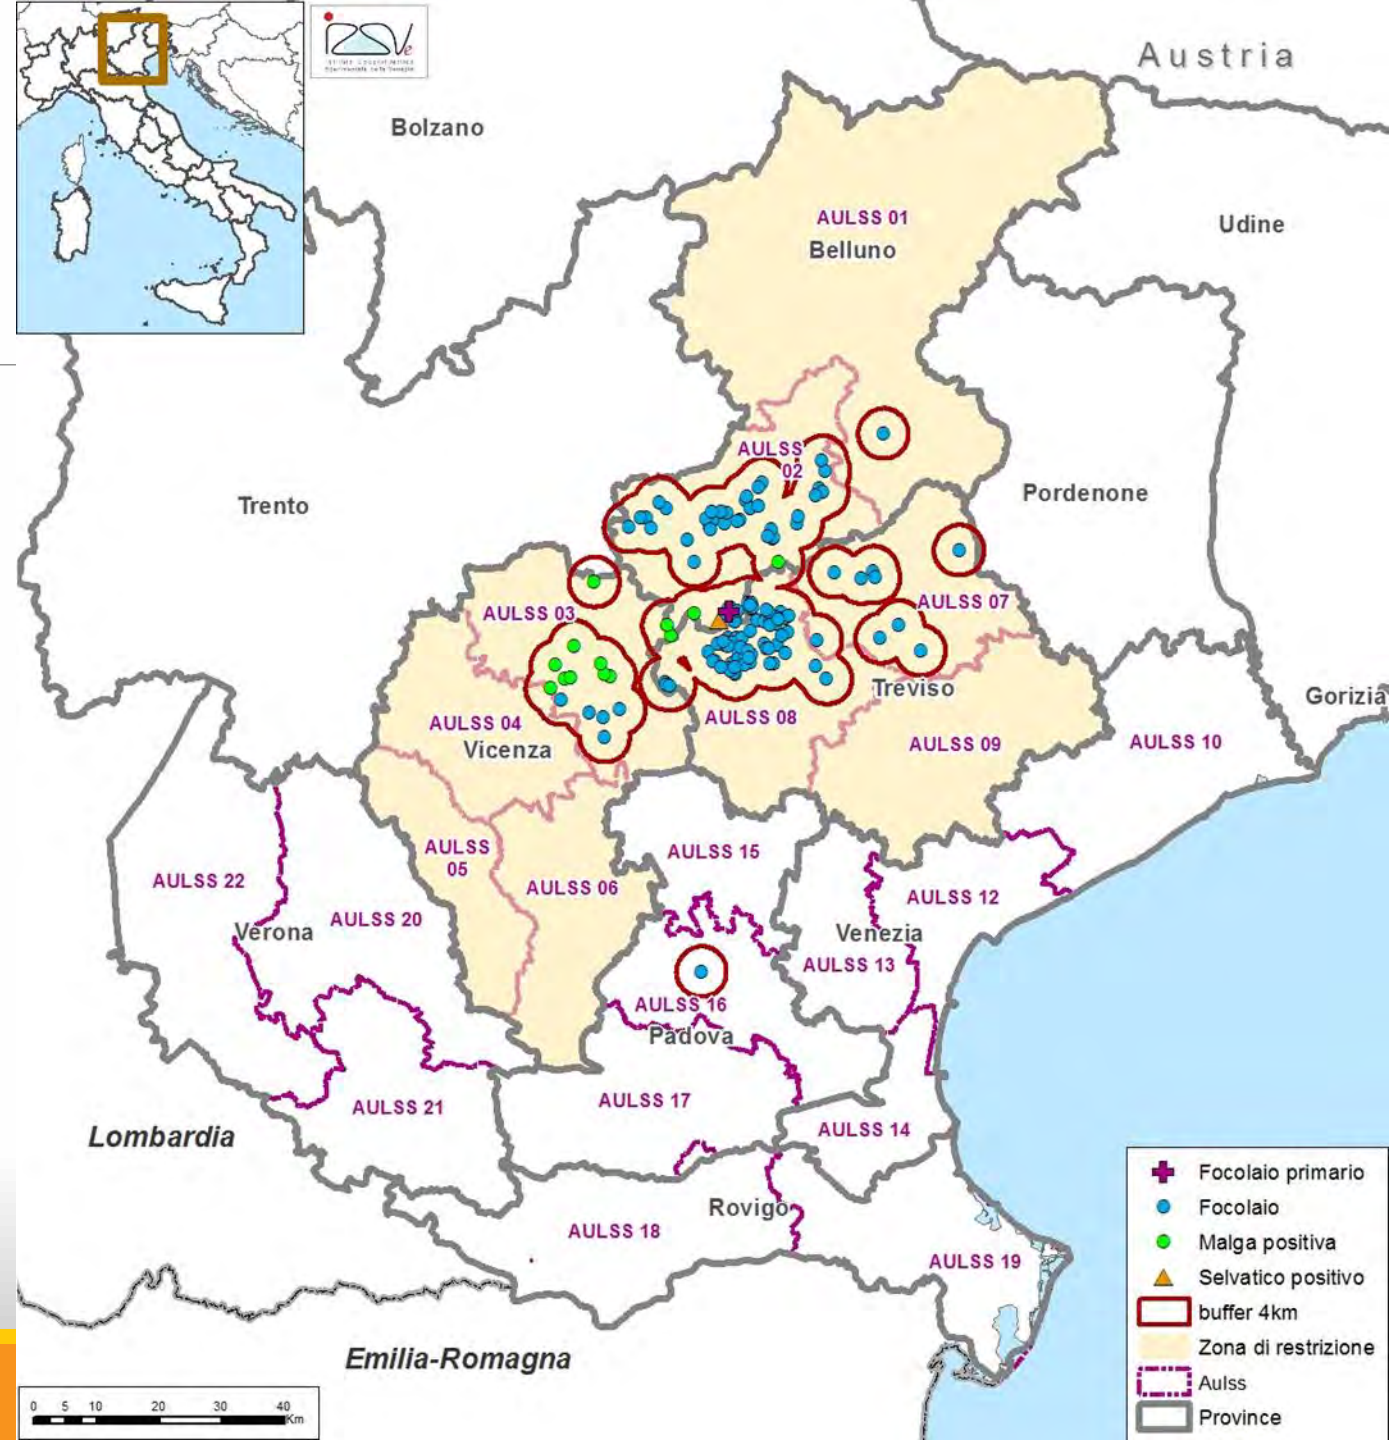 Austria
Bolzano
AULSS 01
Belluno
Udine
AULSS
02
Trento
Pordenone
AULSS 03
AULSS 07
Treviso
Gorizia
AULSS 04
Vicenza
AULSS 08
AULSS 09
AULSS 10
AULSS
05
AULSS 15
AULSS 22
AULSS 06
AULSS 12
AULSS 20
Verona
Venezia
AULSS 13
AULSS 16
Padova
AULSS 17
AULSS 21
AULSS 14
Lombardia
Rovigo
AULSS 18
AULSS 19
Emilia-Romagna
Focolaio primario
Focolaio
Malga positiva
Selvatico positivo
buffer 4km
Zona di restrizione
Aulss
Province
0 5 10 20 30 40
Km